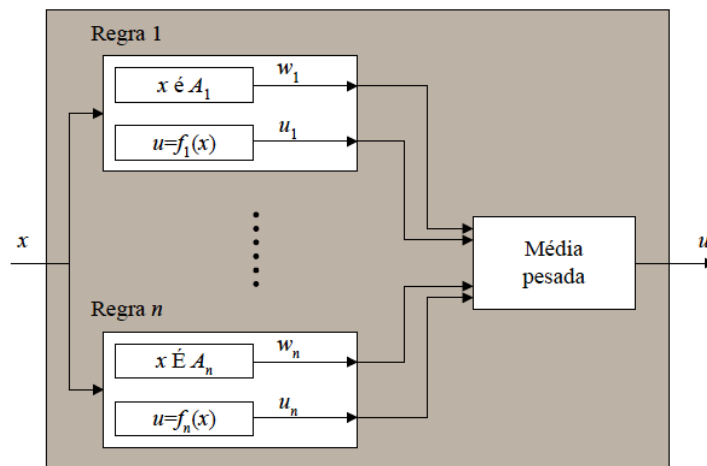 Regra 1
x é A₁
w₁
u=f₁(x)
u₁
x
Média
pesada
u
Regra n
x É Aₙ
wₙ
u=fₙ(x)
uₙ